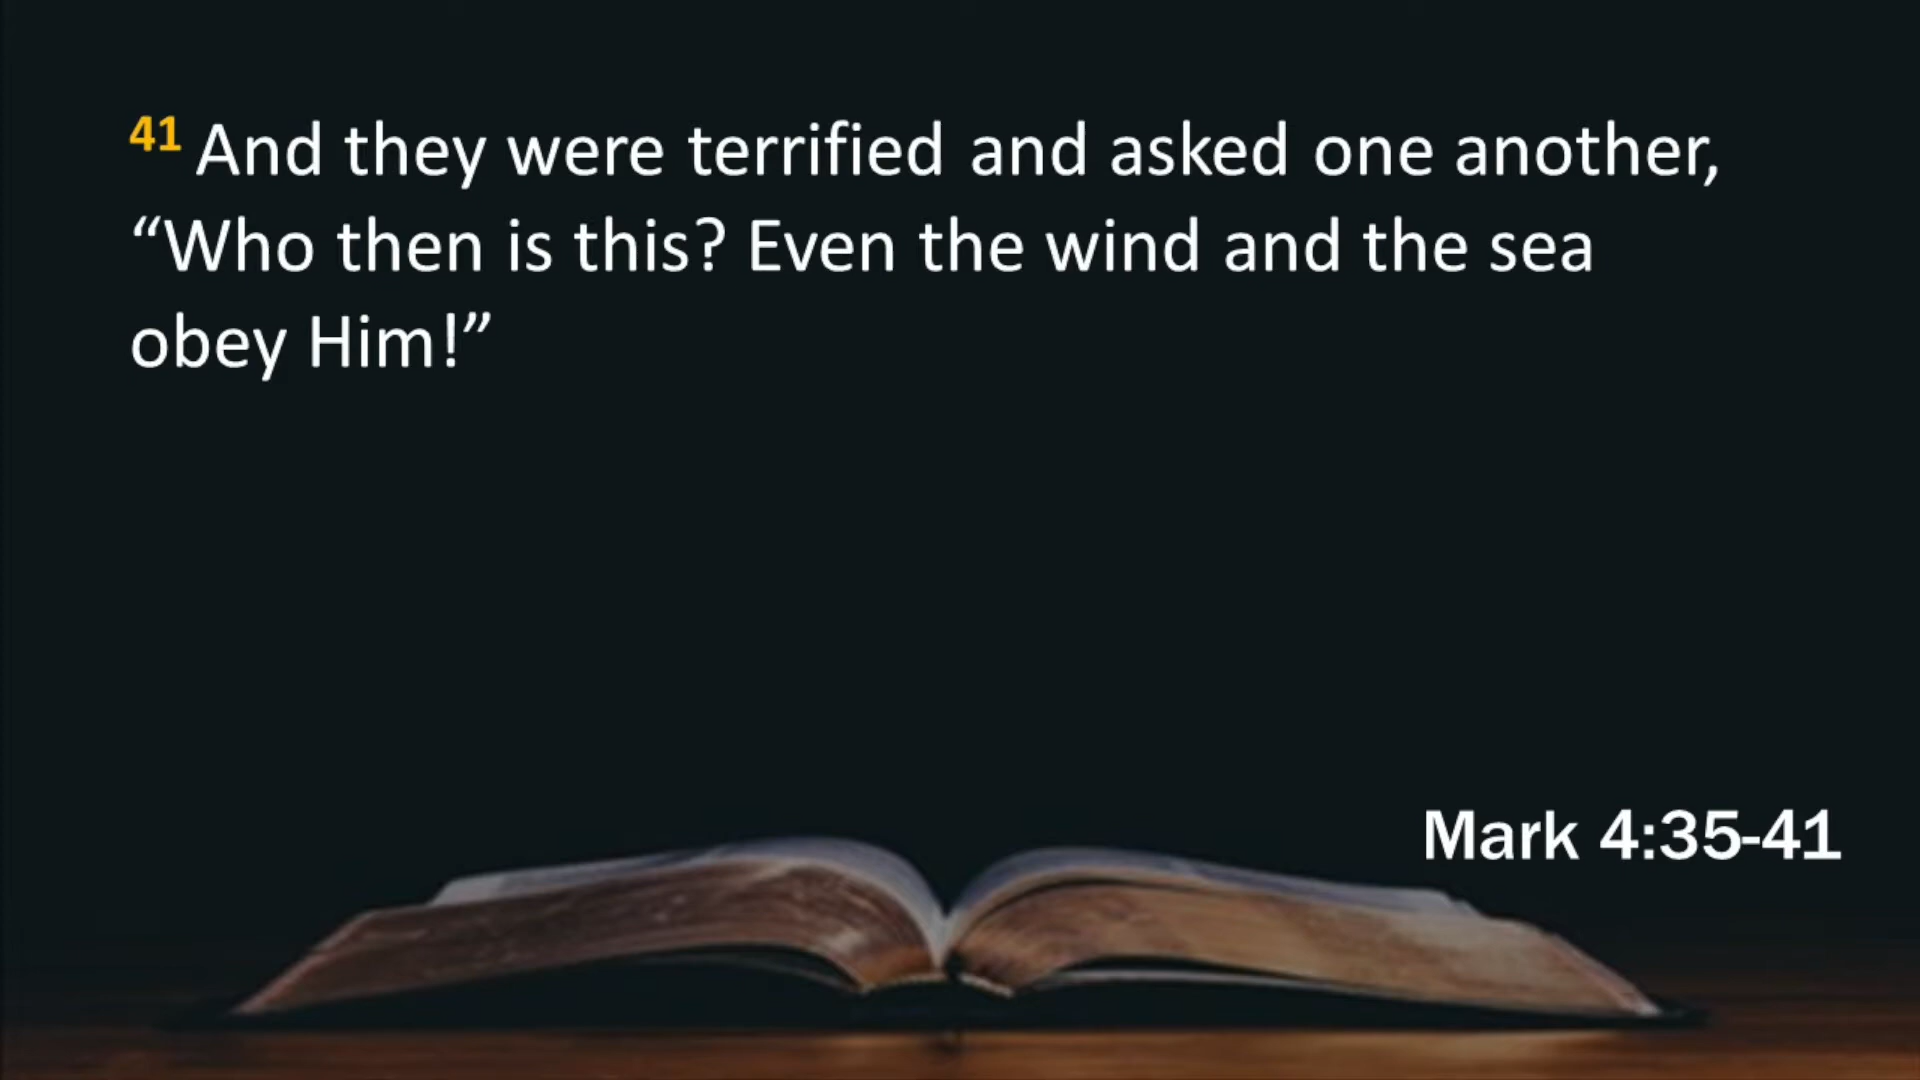 41 And they were terrified and asked one another,
“Who then is this? Even the wind and the sea
obey Him!”
Mark 4:35-41